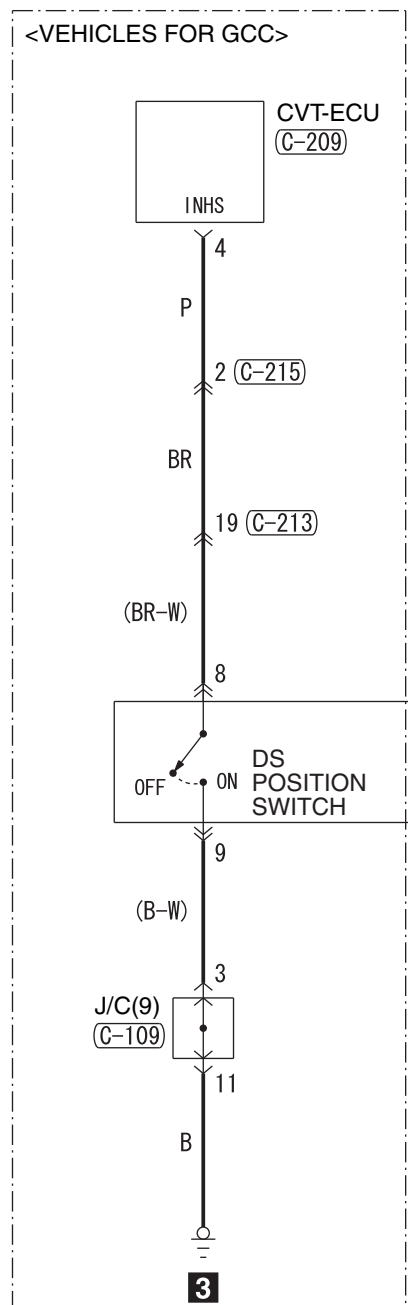 <VEHICLES FOR GCC>
CVT-ECU
(C-209)
INHS
4
P
2 (C-215)
BR
19 (C-213)
(BR-W)
8
OFF
ON
DS
POSITION
SWITCH
9
(B-W)
3
J/C(9)
(C-109)
11
B
3